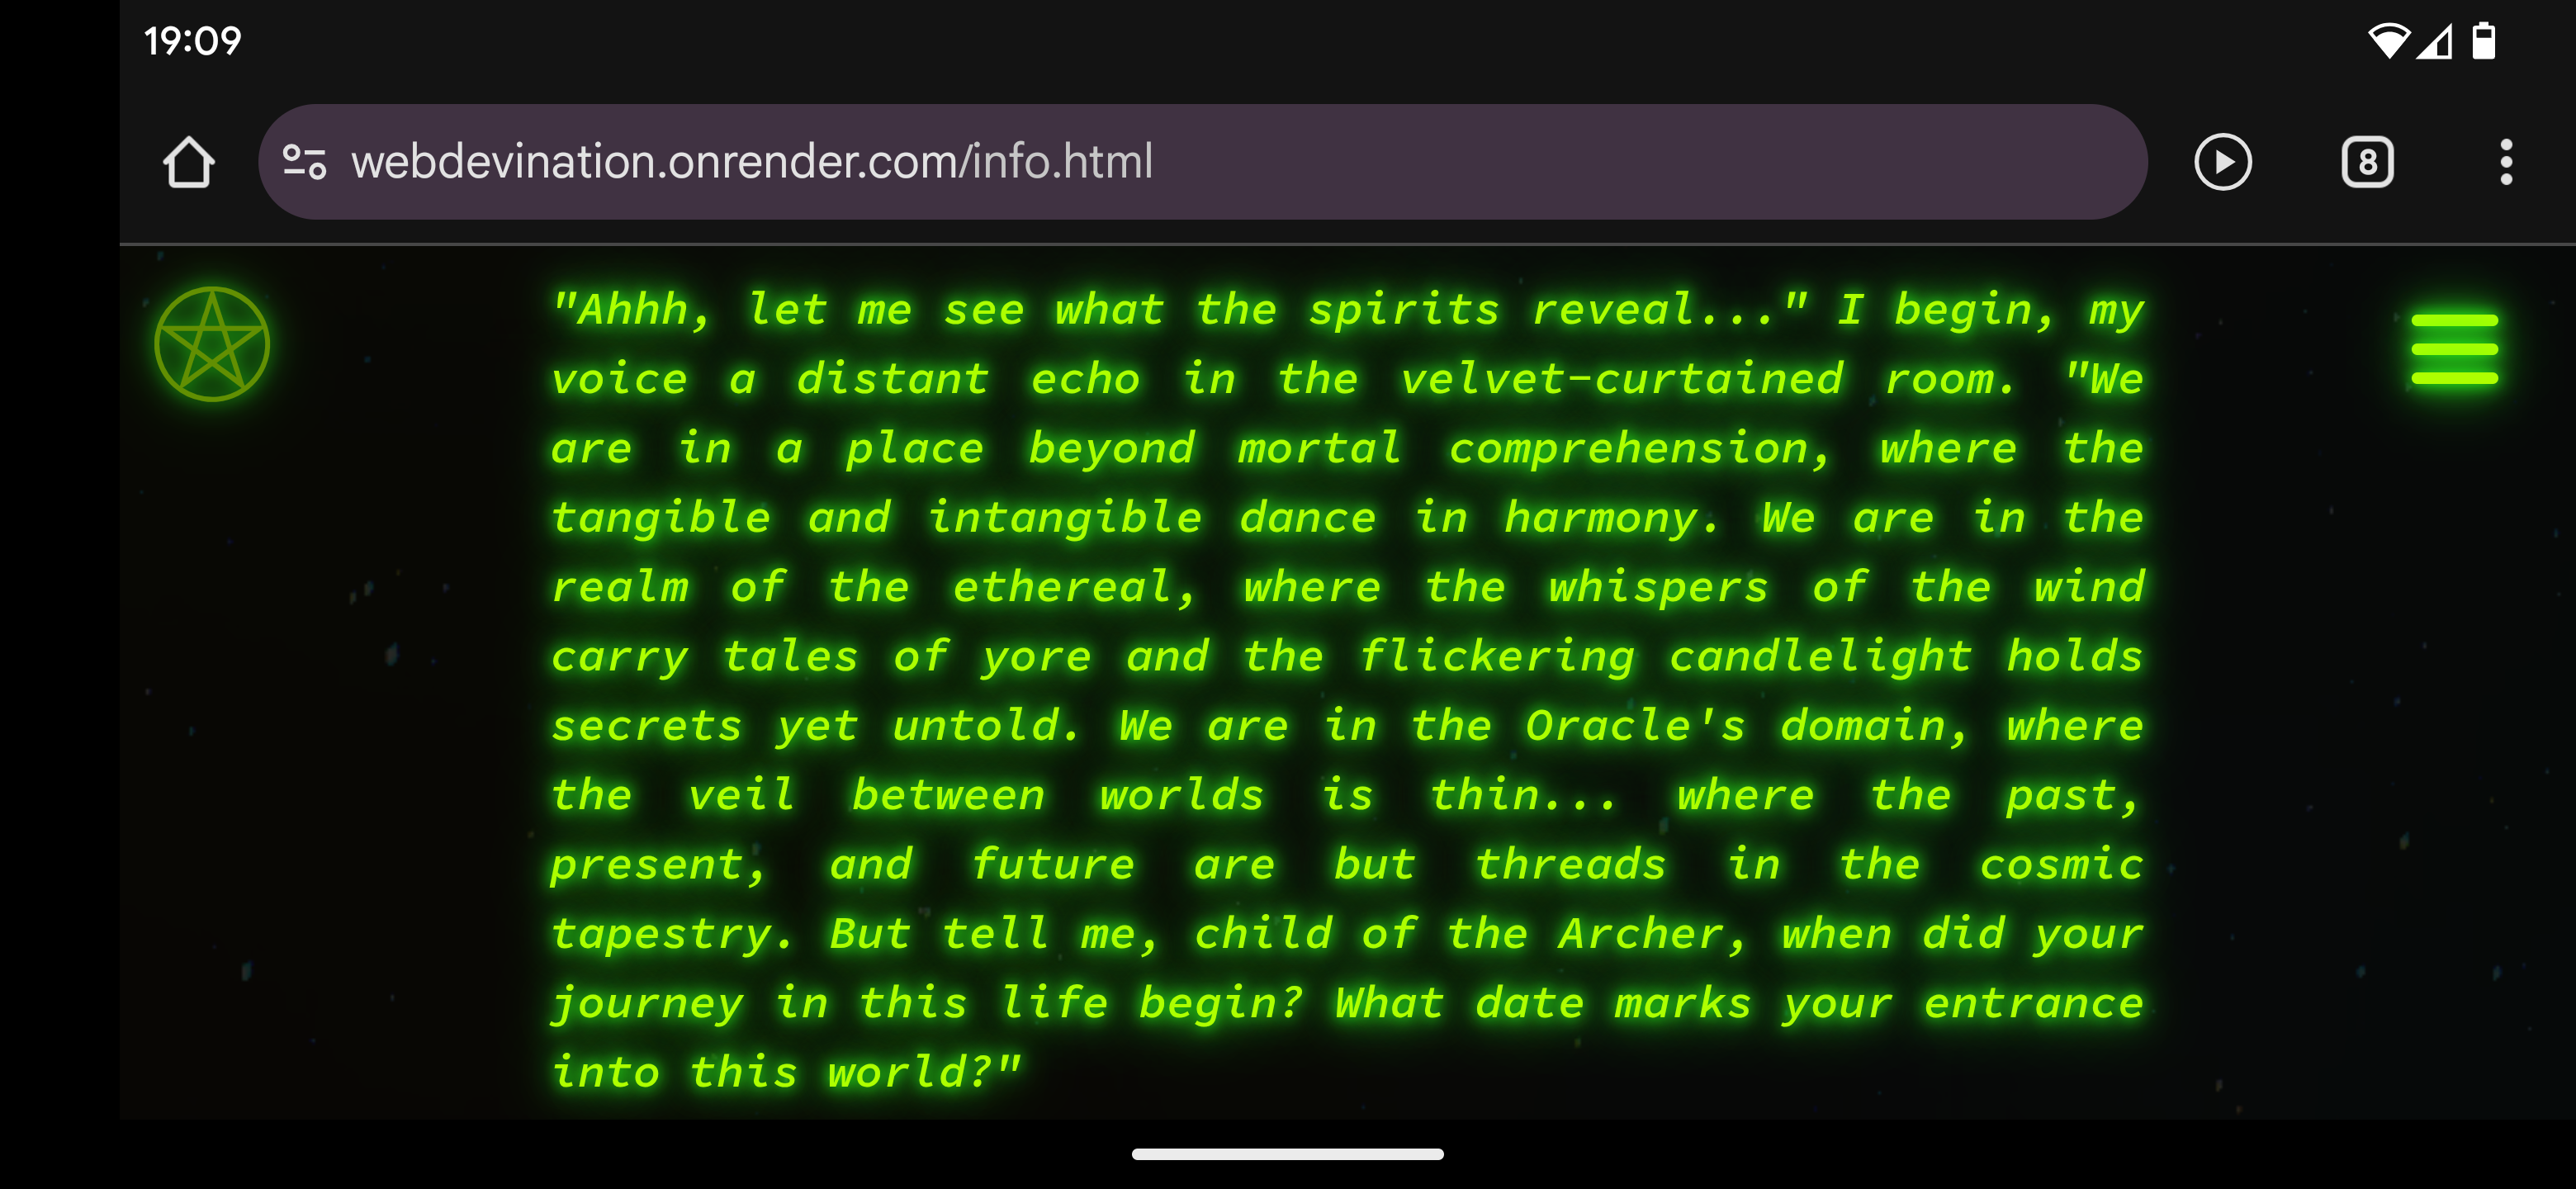 19:09
webdevination.onrender.com/info.html
8
"Ahhh, let me see what the spirits reveal..." I begin, my
voice a distant echo in the velvet-curtained room. "We
are in a place beyond mortal comprehension, where the
tangible and intangible dance in harmony. We are in the
realm of the ethereal, where the whispers of the wind
carry tales of yore and the flickering candlelight holds
secrets yet untold. We are in the Oracle's domain, where
the veil between worlds is thin... where the past,
present, and future are but threads in the cosmic
tapestry. But tell me, child of the Archer, when did your
journey in this life begin? What date marks your entrance
into this world?"